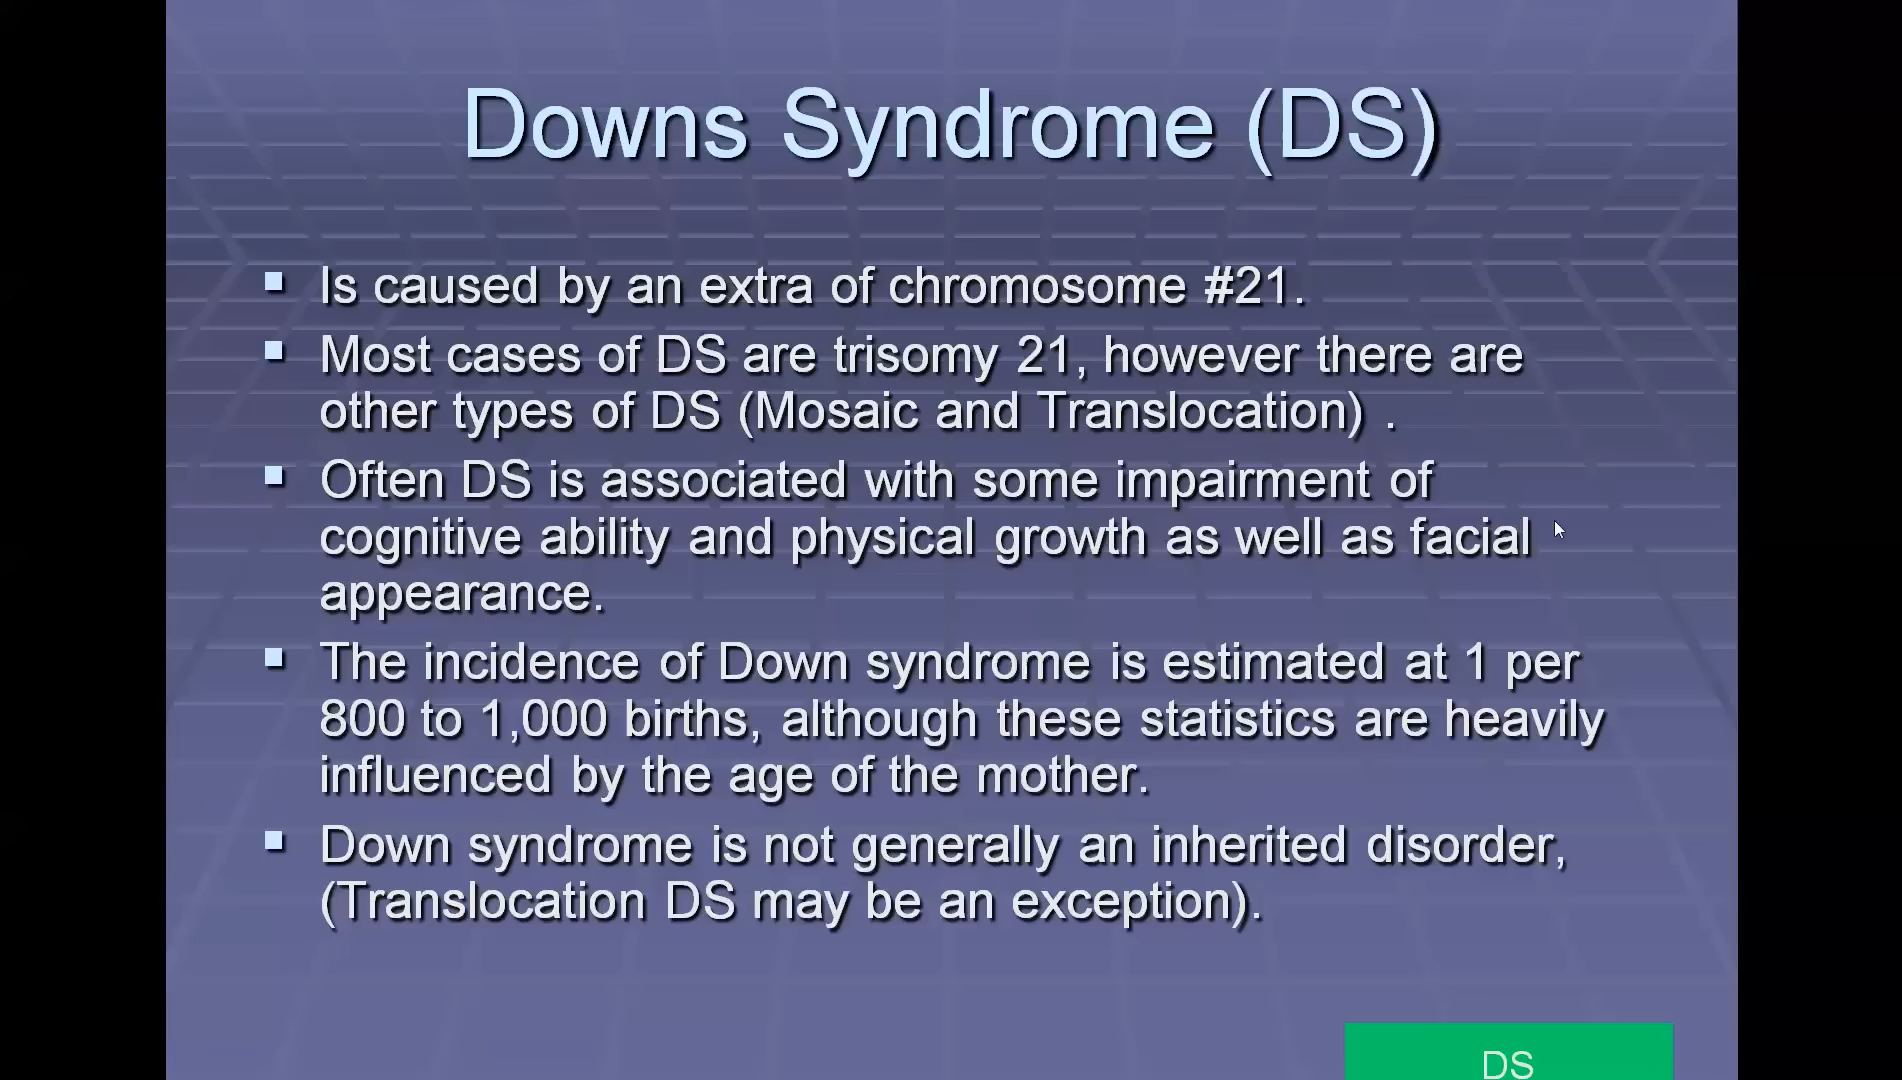 Downs Syndrome (DS)
Is caused by an extra of chromosome #21.
Most cases of DS are trisomy 21, however there are
other types of DS (Mosaic and Translocation) .
Often DS is associated with some impairment of
cognitive ability and physical growth as well as facial
appearance.
The incidence of Down syndrome is estimated at 1 per
800 to 1,000 births, although these statistics are heavily
influenced by the age of the mother.
Down syndrome is not generally an inherited disorder,
(Translocation DS may be an exception).
DS